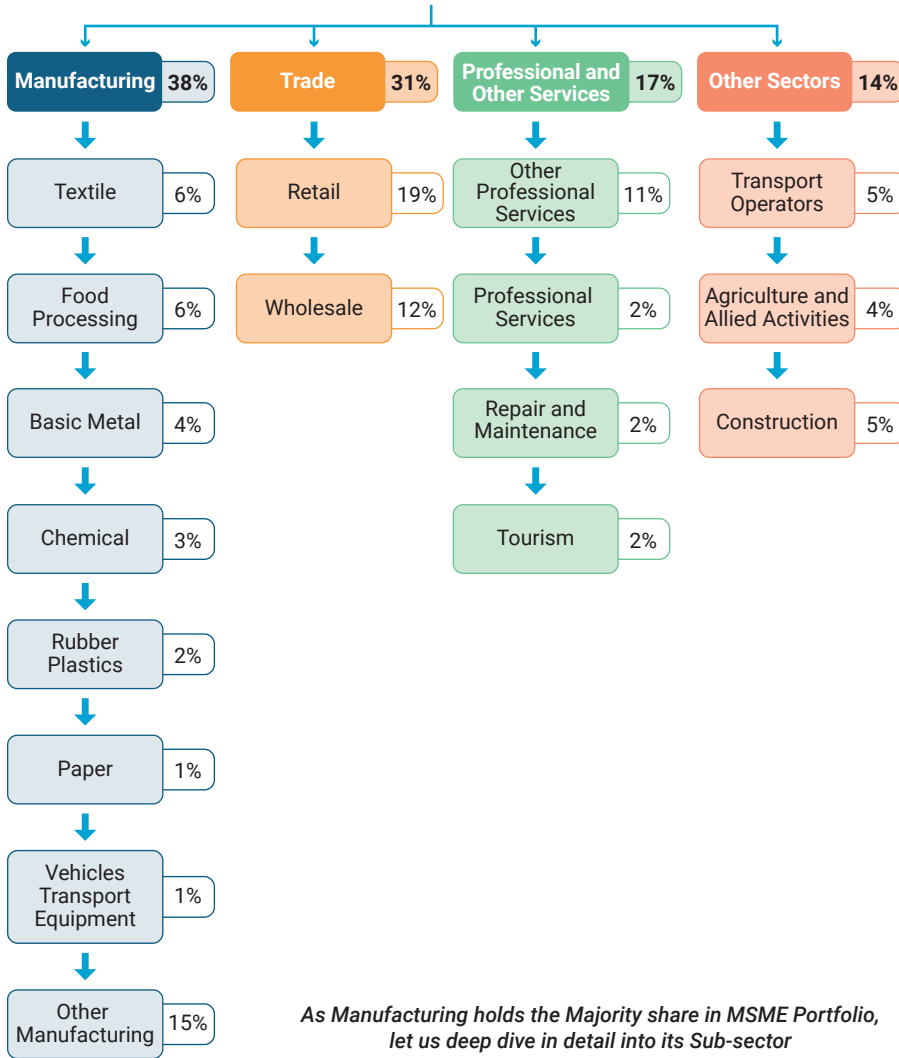 Manufacturing 38%
Textile 6%
Food
Processing 6%
Basic Metal 4%
Chemical 3%
Rubber
Plastics 2%
Paper 1%
Vehicles
Transport
Equipment 1%
Other
Manufacturing 15%
Trade 31%
Retail 19%
Wholesale 12%
Professional and
Other Services 17%
Other
Professional
Services 11%
Professional
Services 2%
Repair and
Maintenance 2%
Tourism 2%
Other Sectors 14%
Transport
Operators 5%
Agriculture and
Allied Activities 4%
Construction 5%
As Manufacturing holds the Majority share in MSME Portfolio,
let us deep dive in detail into its Sub-sector